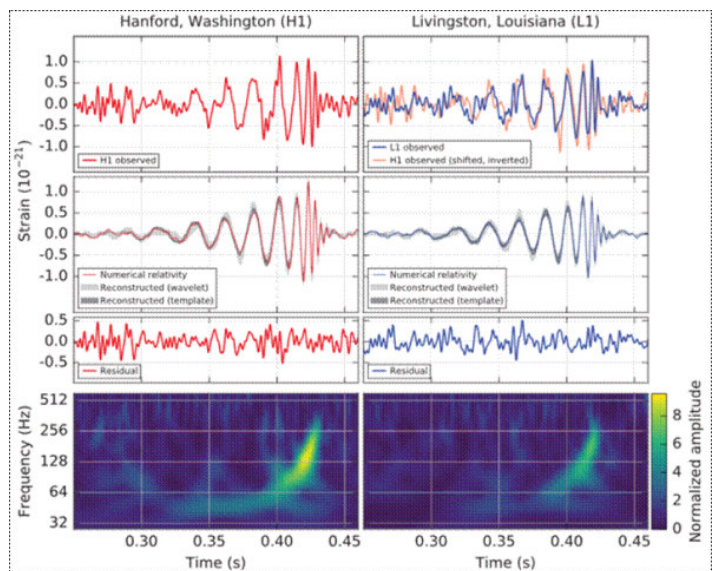 Hanford, Washington (H1)
Livingston, Louisiana (L1)
Strain (10⁻²¹)
1.0
0.5
0.0
-0.5
-1.0
H1 observed
L1 observed
H1 observed (shifted, inverted)
1.0
0.5
0.0
-0.5
-1.0
Numerical relativity
Reconstructed (wavelet)
Reconstructed (template)
Numerical relativity
Reconstructed (wavelet)
Reconstructed (template)
0.5
0.0
-0.5
Residual
Residual
Frequency (Hz)
512
256
128
64
32
Normalized amplitude
8
6
4
2
0
0.30
0.35
0.40
0.45
0.30
0.35
0.40
0.45
Time (s)
Time (s)